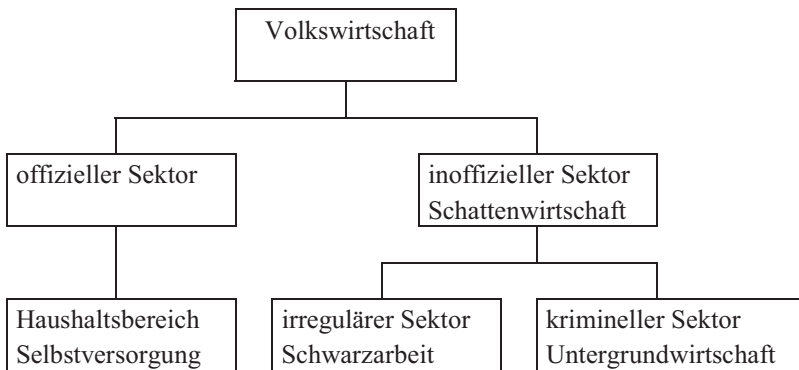 Volkswirtschaft
offizieller Sektor
inoffizieller Sektor
Schattenwirtschaft
Haushaltsbereich
Selbstversorgung
irregulärer Sektor
Schwarzarbeit
krimineller Sektor
Untergrundwirtschaft